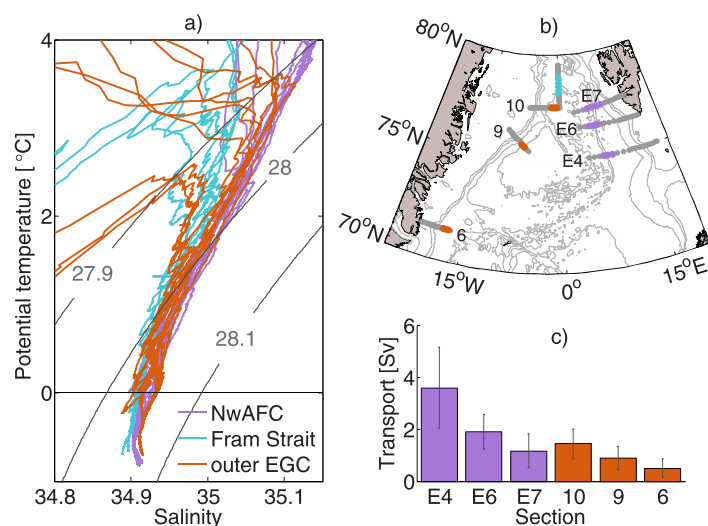 a)
4
2
0
Potential temperature [ °C]
28
27.9
28.1
NwAFC
Fram Strait
outer EGC
34.8
34.9
35
35.1
Salinity
b)
80°N
75°N
70°N
10
E7
9
E6
E4
6
15°W
0°
15°E
c)
6
4
2
0
Transport [Sv]
E4
E6
E7
10
9
6
Section